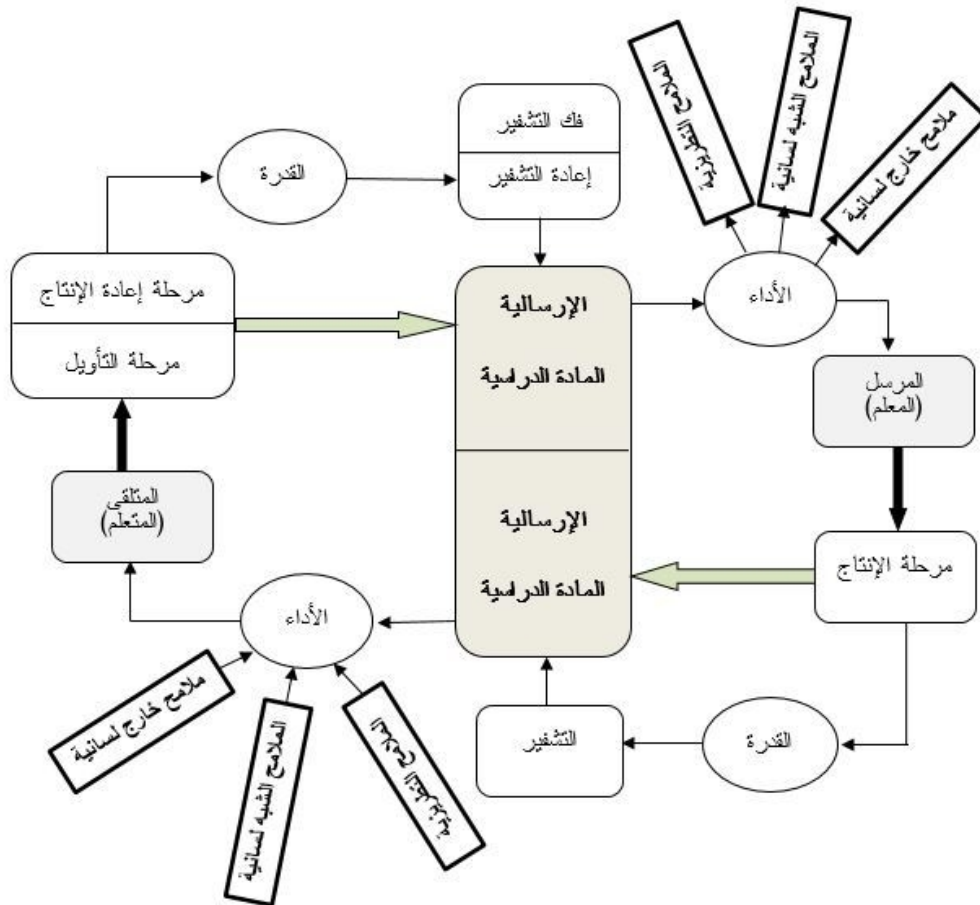 الملامح التطريزية
الملامح الشبه لسانية
ملامح خارج لسانية
فك التشفير
إعادة التشفير
القدرة
الأداء
مرحلة إعادة الإنتاج
مرحلة التأويل
الإرسالية
المادة الدراسية
المرسل
(المعلم)
المتلقى
(المتعلم)
الإرسالية
المادة الدراسية
مرحلة الإنتاج
الأداء
ملامح خارج لسانية
الملامح الشبه لسانية
الملامح التطريزية
التشفير
القدرة